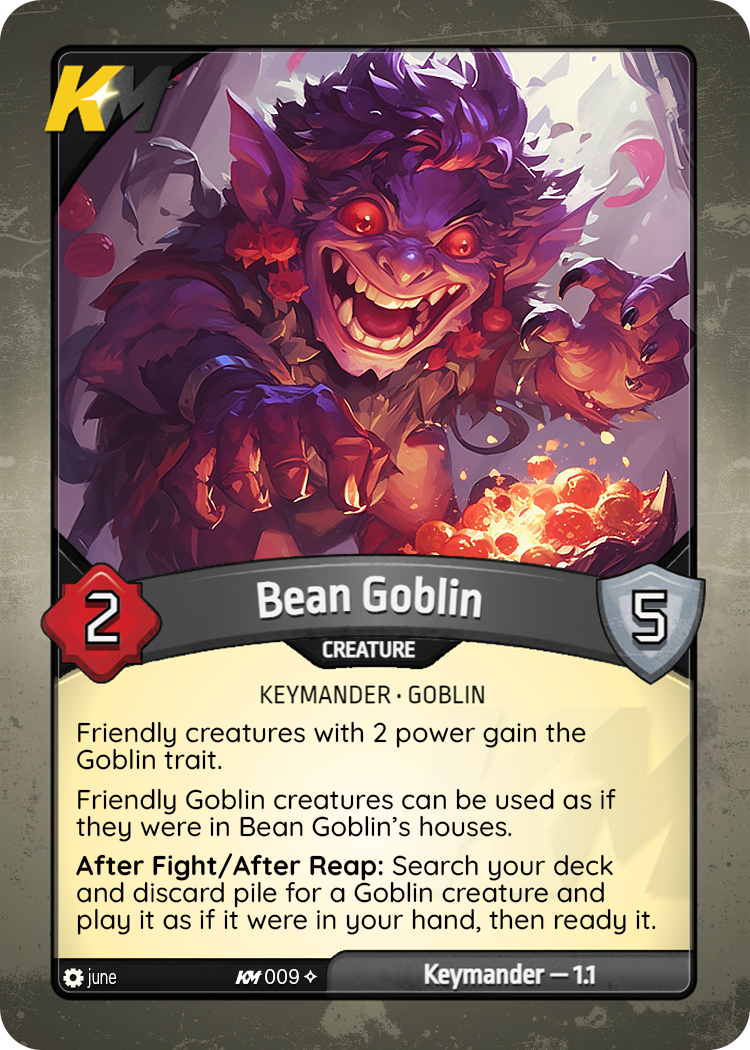 KM
2
Bean Goblin
5
CREATURE
KEYMANDER • GOBLIN
Friendly creatures with 2 power gain the
Goblin trait.
Friendly Goblin creatures can be used as if
they were in Bean Goblin’s houses.
After Fight/After Reap: Search your deck
and discard pile for a Goblin creature and
play it as if it were in your hand, then ready it.
june
KM 009
Keymander — 1.1